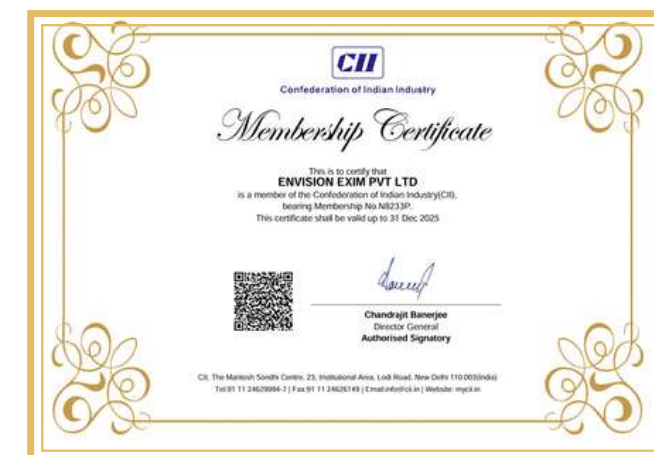 CII
Confederation of Indian Industry
Membership Certificate
This is to certify that
ENVISION EXIM PVT LTD
is a member of the Confederation of Indian Industry(CII),
bearing Membership No.N8233P.
This certificate shall be valid up to 31 Dec 2025
Chandrajit Banerjee
Director General
Authorised Signatory
CII, The Mantosh Sondhi Centre, 23, Institutional Area, Lodi Road, New Delhi 110 003(India)
Tel:91 11 24629994-7 | Fax:91 11 24626149 | Email:info@cii.in | Website: mycii.in